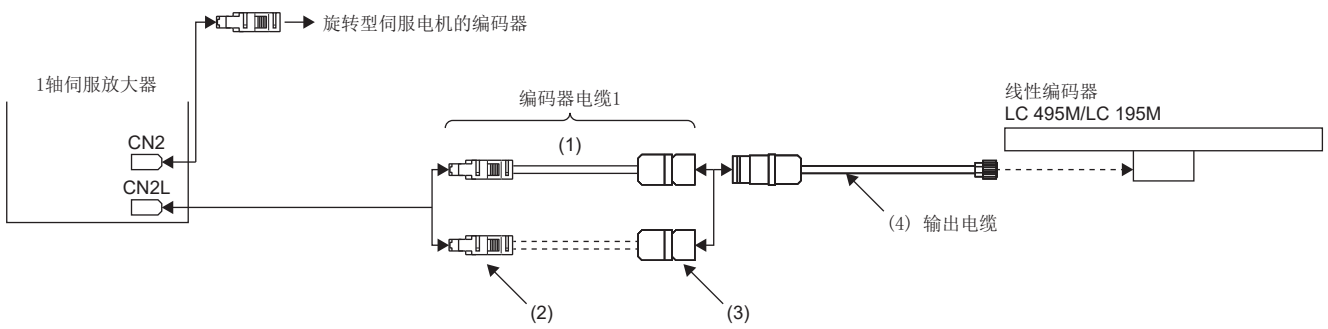 旋转型伺服电机的编码器
1轴伺服放大器
CN2
CN2L
编码器电缆1
(1)
(2)
(3)
(4) 输出电缆
线性编码器
LC 495M/LC 195M